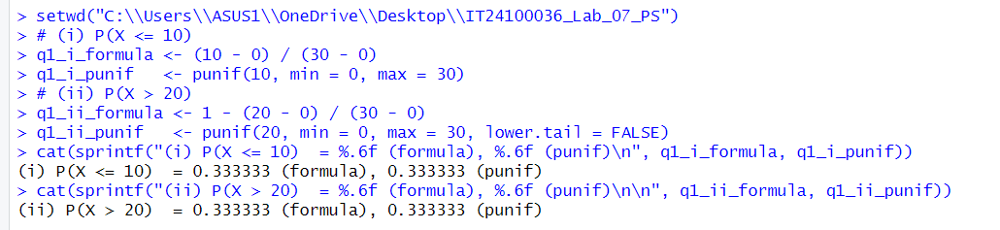 > setwd("C:\\Users\\ASUS1\\OneDrive\\Desktop\\IT24100036_Lab_07_PS")
> # (i) P(X <= 10)
> q1_i_formula <- (10 - 0) / (30 - 0)
> q1_i_punif   <- punif(10, min = 0, max = 30)
> # (ii) P(X > 20)
> q1_ii_formula <- 1 - (20 - 0) / (30 - 0)
> q1_ii_punif   <- punif(20, min = 0, max = 30, lower.tail = FALSE)
> cat(sprintf("(i) P(X <= 10)  = %.6f (formula), %.6f (punif)\n", q1_i_formula, q1_i_punif))
(i) P(X <= 10)  = 0.333333 (formula), 0.333333 (punif)
> cat(sprintf("(ii) P(X > 20)  = %.6f (formula), %.6f (punif)\n\n", q1_ii_formula, q1_ii_punif))
(ii) P(X > 20)  = 0.333333 (formula), 0.333333 (punif)